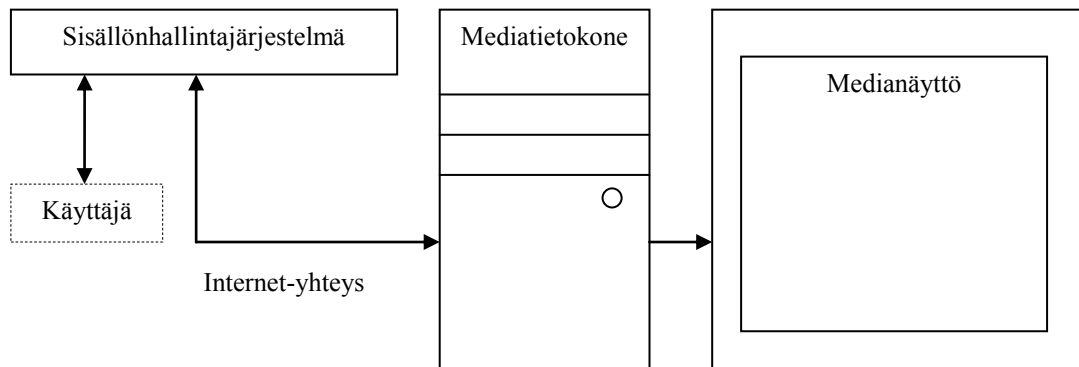 Sisällönhallintajärjestelmä
Mediatietokone
Medianäyttö
Käyttäjä
Internet-yhteys